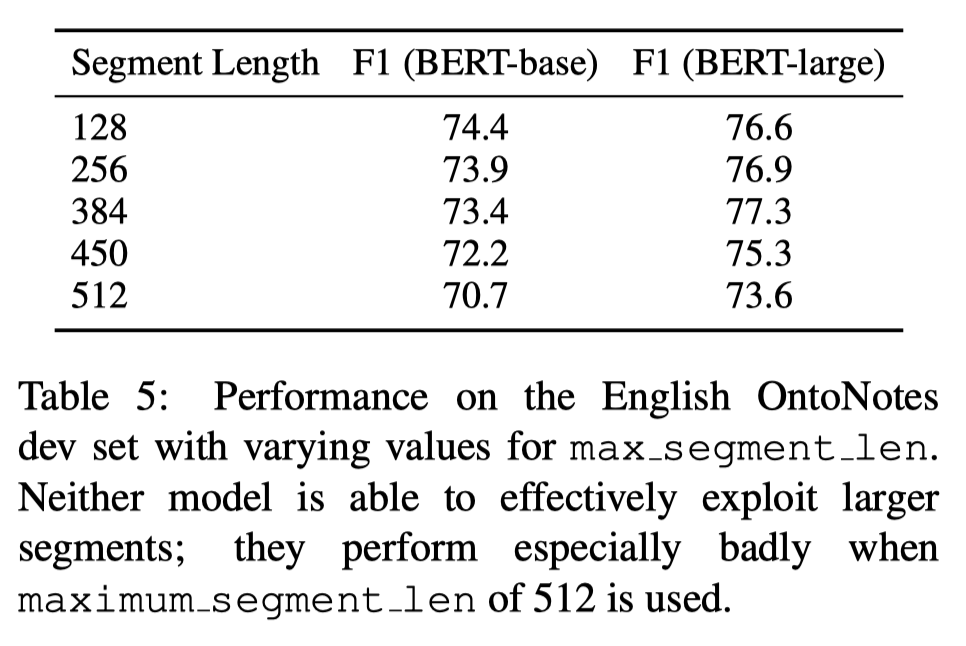 Segment Length F1 (BERT-base) F1 (BERT-large)
128 74.4 76.6
256 73.9 76.9
384 73.4 77.3
450 72.2 75.3
512 70.7 73.6
Table 5: Performance on the English OntoNotes
dev set with varying values for max_segment_len.
Neither model is able to effectively exploit larger
segments; they perform especially badly when
maximum_segment_len of 512 is used.